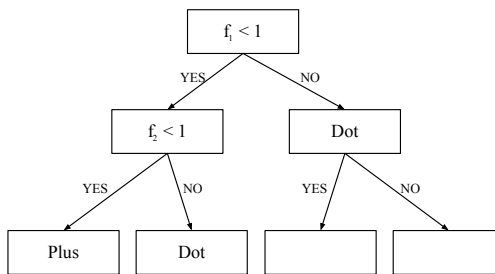 f₁ < 1
YES
NO
f₂ < 1
Dot
YES
NO
YES
NO
Plus
Dot